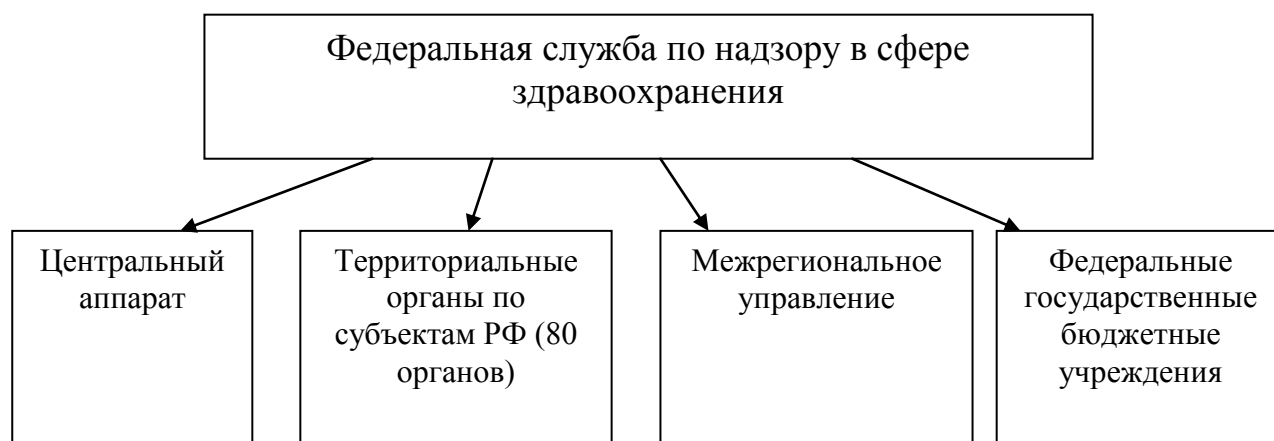 Федеральная служба по надзору в сфере
здравоохранения
Центральный
аппарат
Территориальные
органы по
субъектам РФ (80
органов)
Межрегиональное
управление
Федеральные
государственные
бюджетные
учреждения